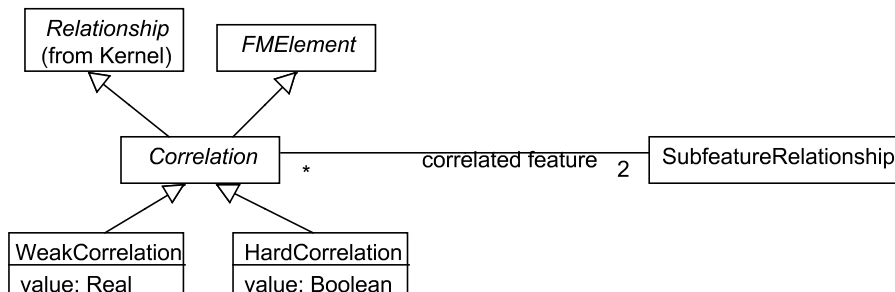 Relationship
(from Kernel)
FMElement
Correlation
*
correlated feature
2
SubfeatureRelationship
WeakCorrelation
value: Real
HardCorrelation
value: Boolean